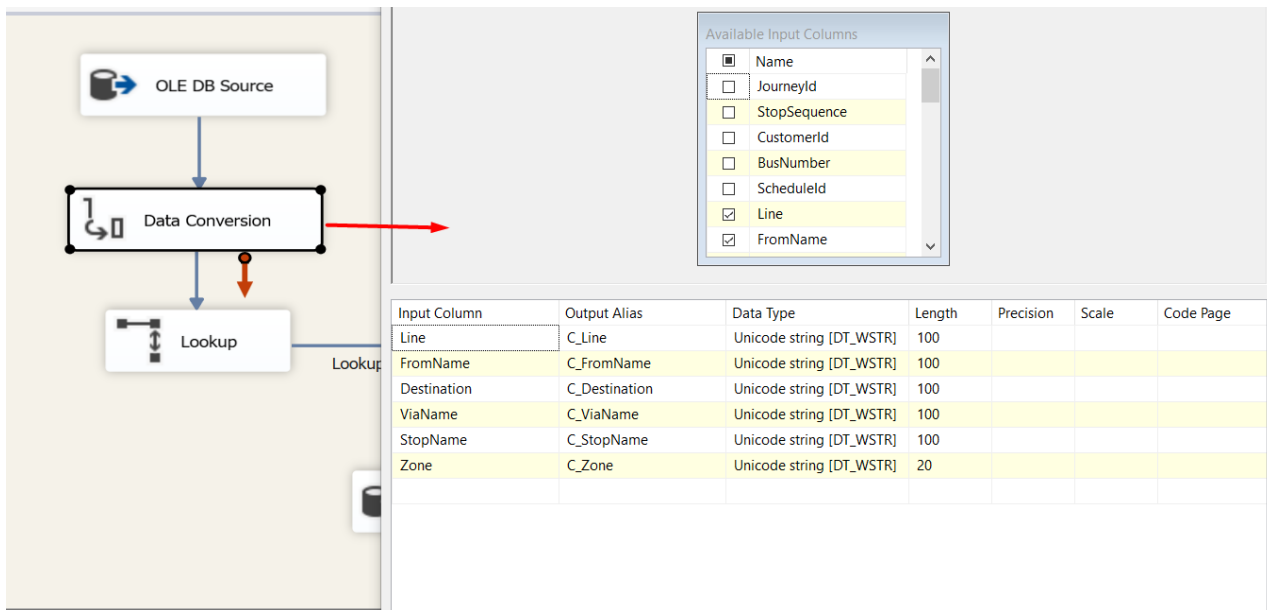 OLE DB Source
Data Conversion
Lookup
Lookup
Available Input Columns
Name
JourneyId
StopSequence
CustomerId
BusNumber
ScheduleId
Line
FromName
Input Column Output Alias Data Type Length Precision Scale Code Page
Line C_Line Unicode string [DT_WSTR] 100
FromName C_FromName Unicode string [DT_WSTR] 100
Destination C_Destination Unicode string [DT_WSTR] 100
ViaName C_ViaName Unicode string [DT_WSTR] 100
StopName C_StopName Unicode string [DT_WSTR] 100
Zone C_Zone Unicode string [DT_WSTR] 20